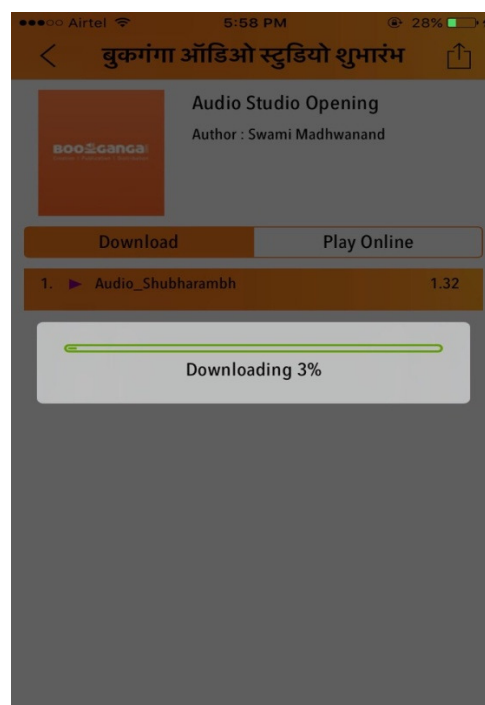 Airtel 5:58 PM 28%
बुकगंगा ऑडिओ स्टुडियो शुभारंभ
Audio Studio Opening
Author : Swami Madhwanand
Download Play Online
1. Audio_Shubharambh 1.32
Downloading 3%